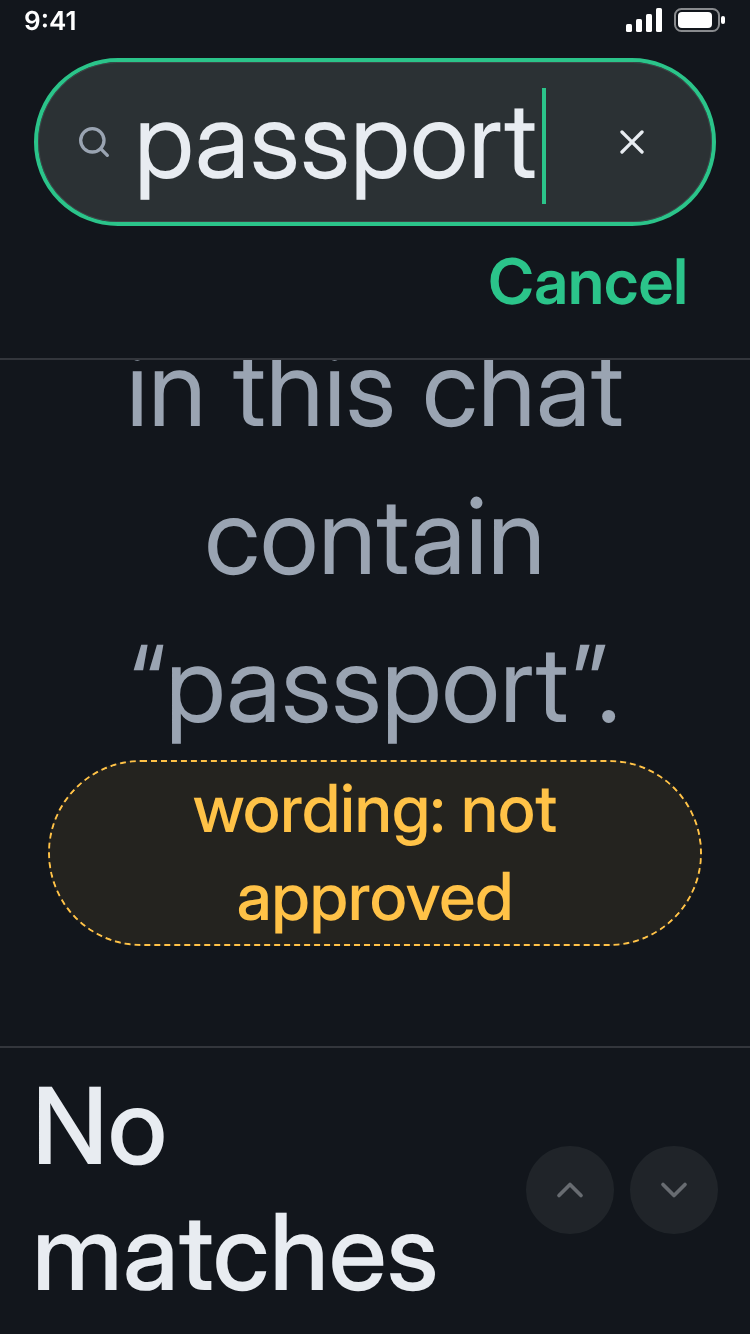 9:41
passport
Cancel
in this chat
contain
“passport”.
wording: not
approved
No
matches